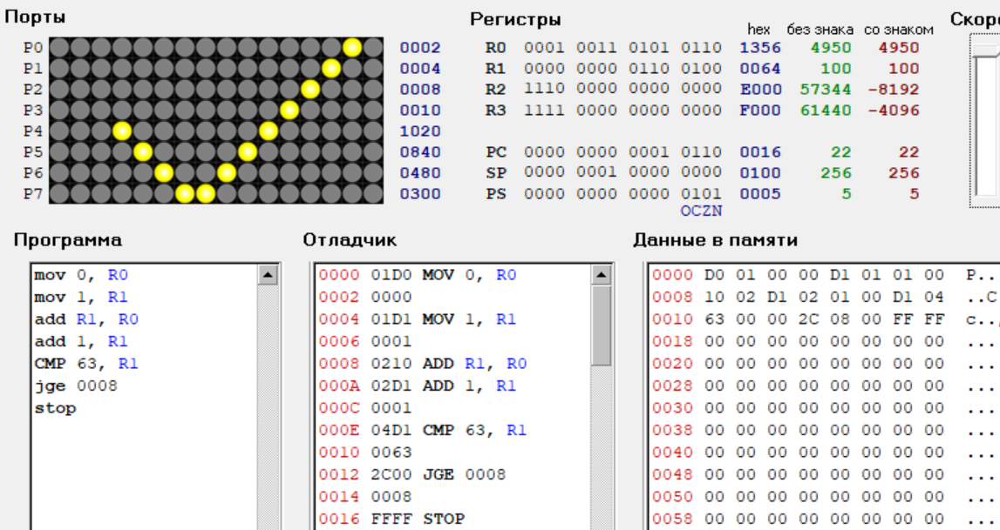 Порты
P0 0002
P1 0004
P2 0008
P3 0010
P4 1020
P5 0840
P6 0480
P7 0300
Регистры
hex без знака со знаком
R0 0001 0011 0101 0110 1356 4950 4950
R1 0000 0000 0110 0100 0064 100 100
R2 1110 0000 0000 0000 E000 57344 -8192
R3 1111 0000 0000 0000 F000 61440 -4096
PC 0000 0000 0001 0110 0016 22 22
SP 0000 0001 0000 0000 0100 256 256
PS 0000 0000 0000 0101 0005 5 5
OCZN
Скоро
Программа
mov 0, R0
mov 1, R1
add R1, R0
add 1, R1
CMP 63, R1
jge 0008
stop
Отладчик
0000 01D0 MOV 0, R0
0002 0000
0004 01D1 MOV 1, R1
0006 0001
0008 0210 ADD R1, R0
000A 02D1 ADD 1, R1
000C 0001
000E 04D1 CMP 63, R1
0010 0063
0012 2C00 JGE 0008
0014 0008
0016 FFFF STOP
Данные в памяти
0000 D0 01 00 00 D1 01 01 00 P..
0008 10 02 D1 02 01 00 D1 04 ..С
0010 63 00 00 2C 08 00 FF FF c..,
0018 00 00 00 00 00 00 00 00 ...
0020 00 00 00 00 00 00 00 00 ...
0028 00 00 00 00 00 00 00 00 ...
0030 00 00 00 00 00 00 00 00 ...
0038 00 00 00 00 00 00 00 00 ...
0040 00 00 00 00 00 00 00 00 ...
0048 00 00 00 00 00 00 00 00 ...
0050 00 00 00 00 00 00 00 00 ...
0058 00 00 00 00 00 00 00 00 ...